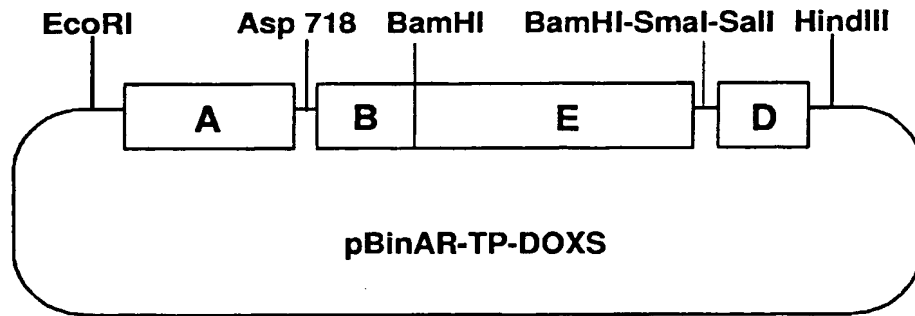 EcoRI Asp 718 BamHI BamHI-SmaI-SalI HindIII
A B E D
pBinAR-TP-DOXS